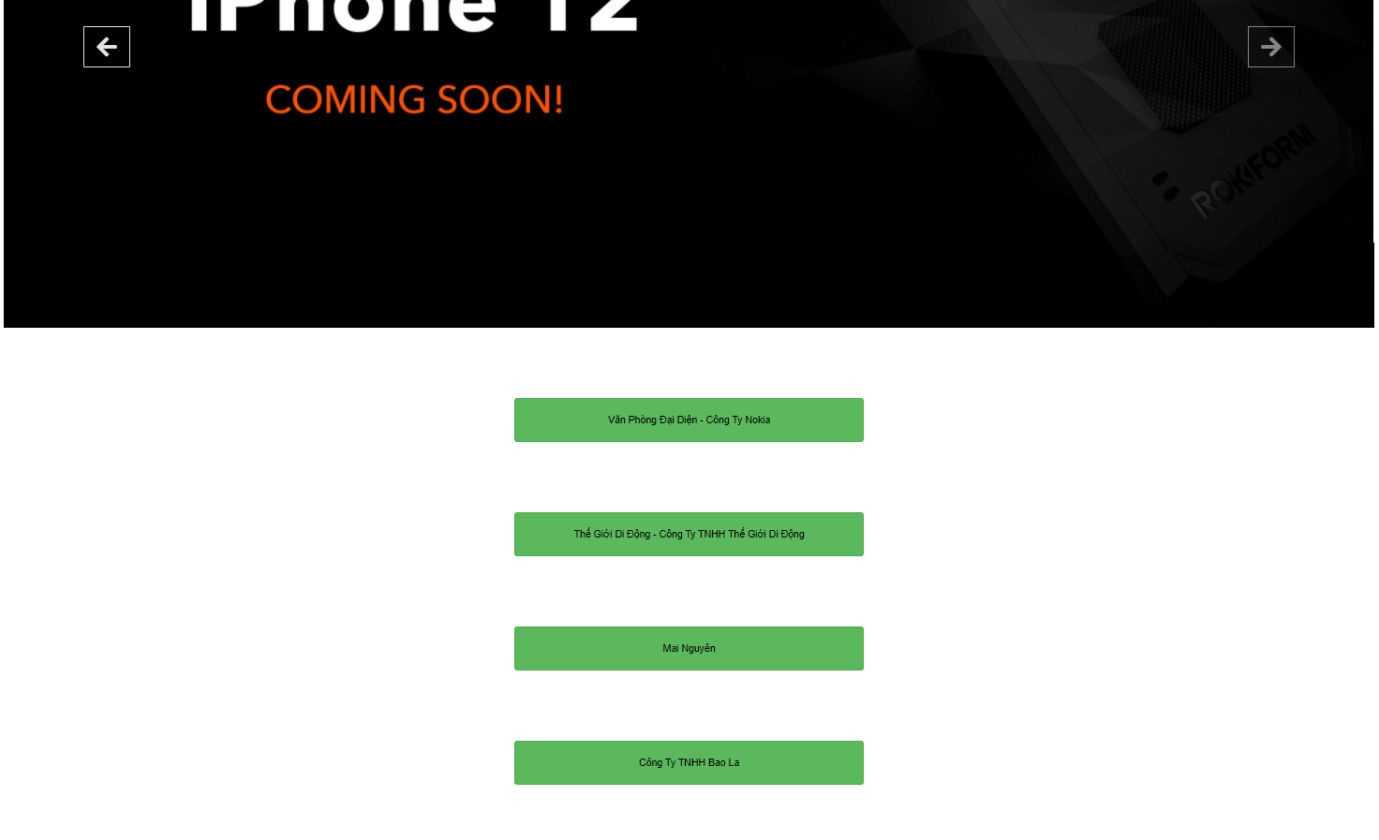 iPhone 12
COMING SOON!
ROKFORM
Văn Phòng Đại Diện - Công Ty Nokia
Thế Giới Di Động - Công Ty TNHH Thế Giới Di Động
Mai Nguyên
Công Ty TNHH Bao La